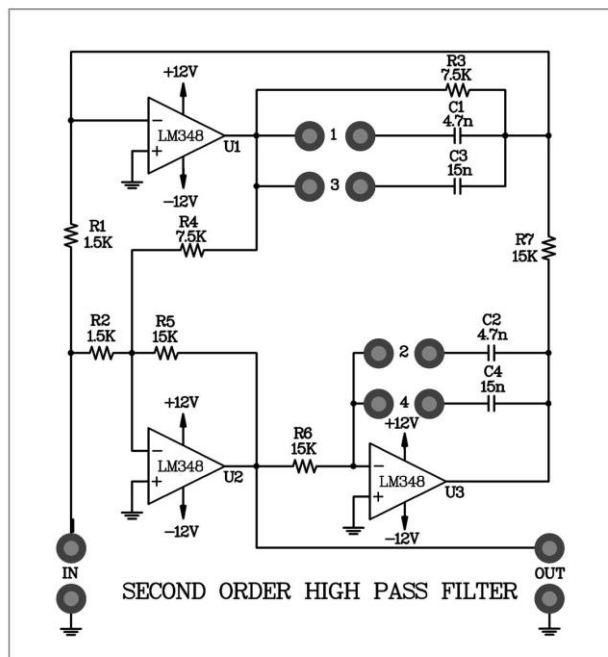 R3
7.5K
+12V
C1
4.7n
LM348
−
+
U1
1
C3
15n
3
−12V
R4
7.5K
R1
1.5K
R7
15K
R2
1.5K
R5
15K
C2
4.7n
2
C4
15n
4
+12V
+12V
R6
15K
−
LM348
+
U2
−
LM348
+
U3
−12V
−12V
IN
OUT
SECOND ORDER HIGH PASS FILTER